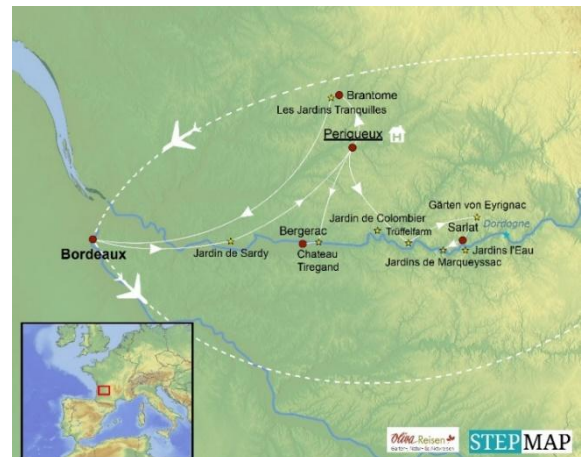 Brantome
Les Jardins Tranquilles
Perigueux
H
Gärten von Eyrignac
Jardin de Colombier
Dordogne
Bergerac
Trüffelfarm
Sarlat
Bordeaux
Jardin de Sardy
Chateau
Tiregand
Jardins l'Eau
Jardins de Marqueyssac
Oliva Reisen
STEPMAP